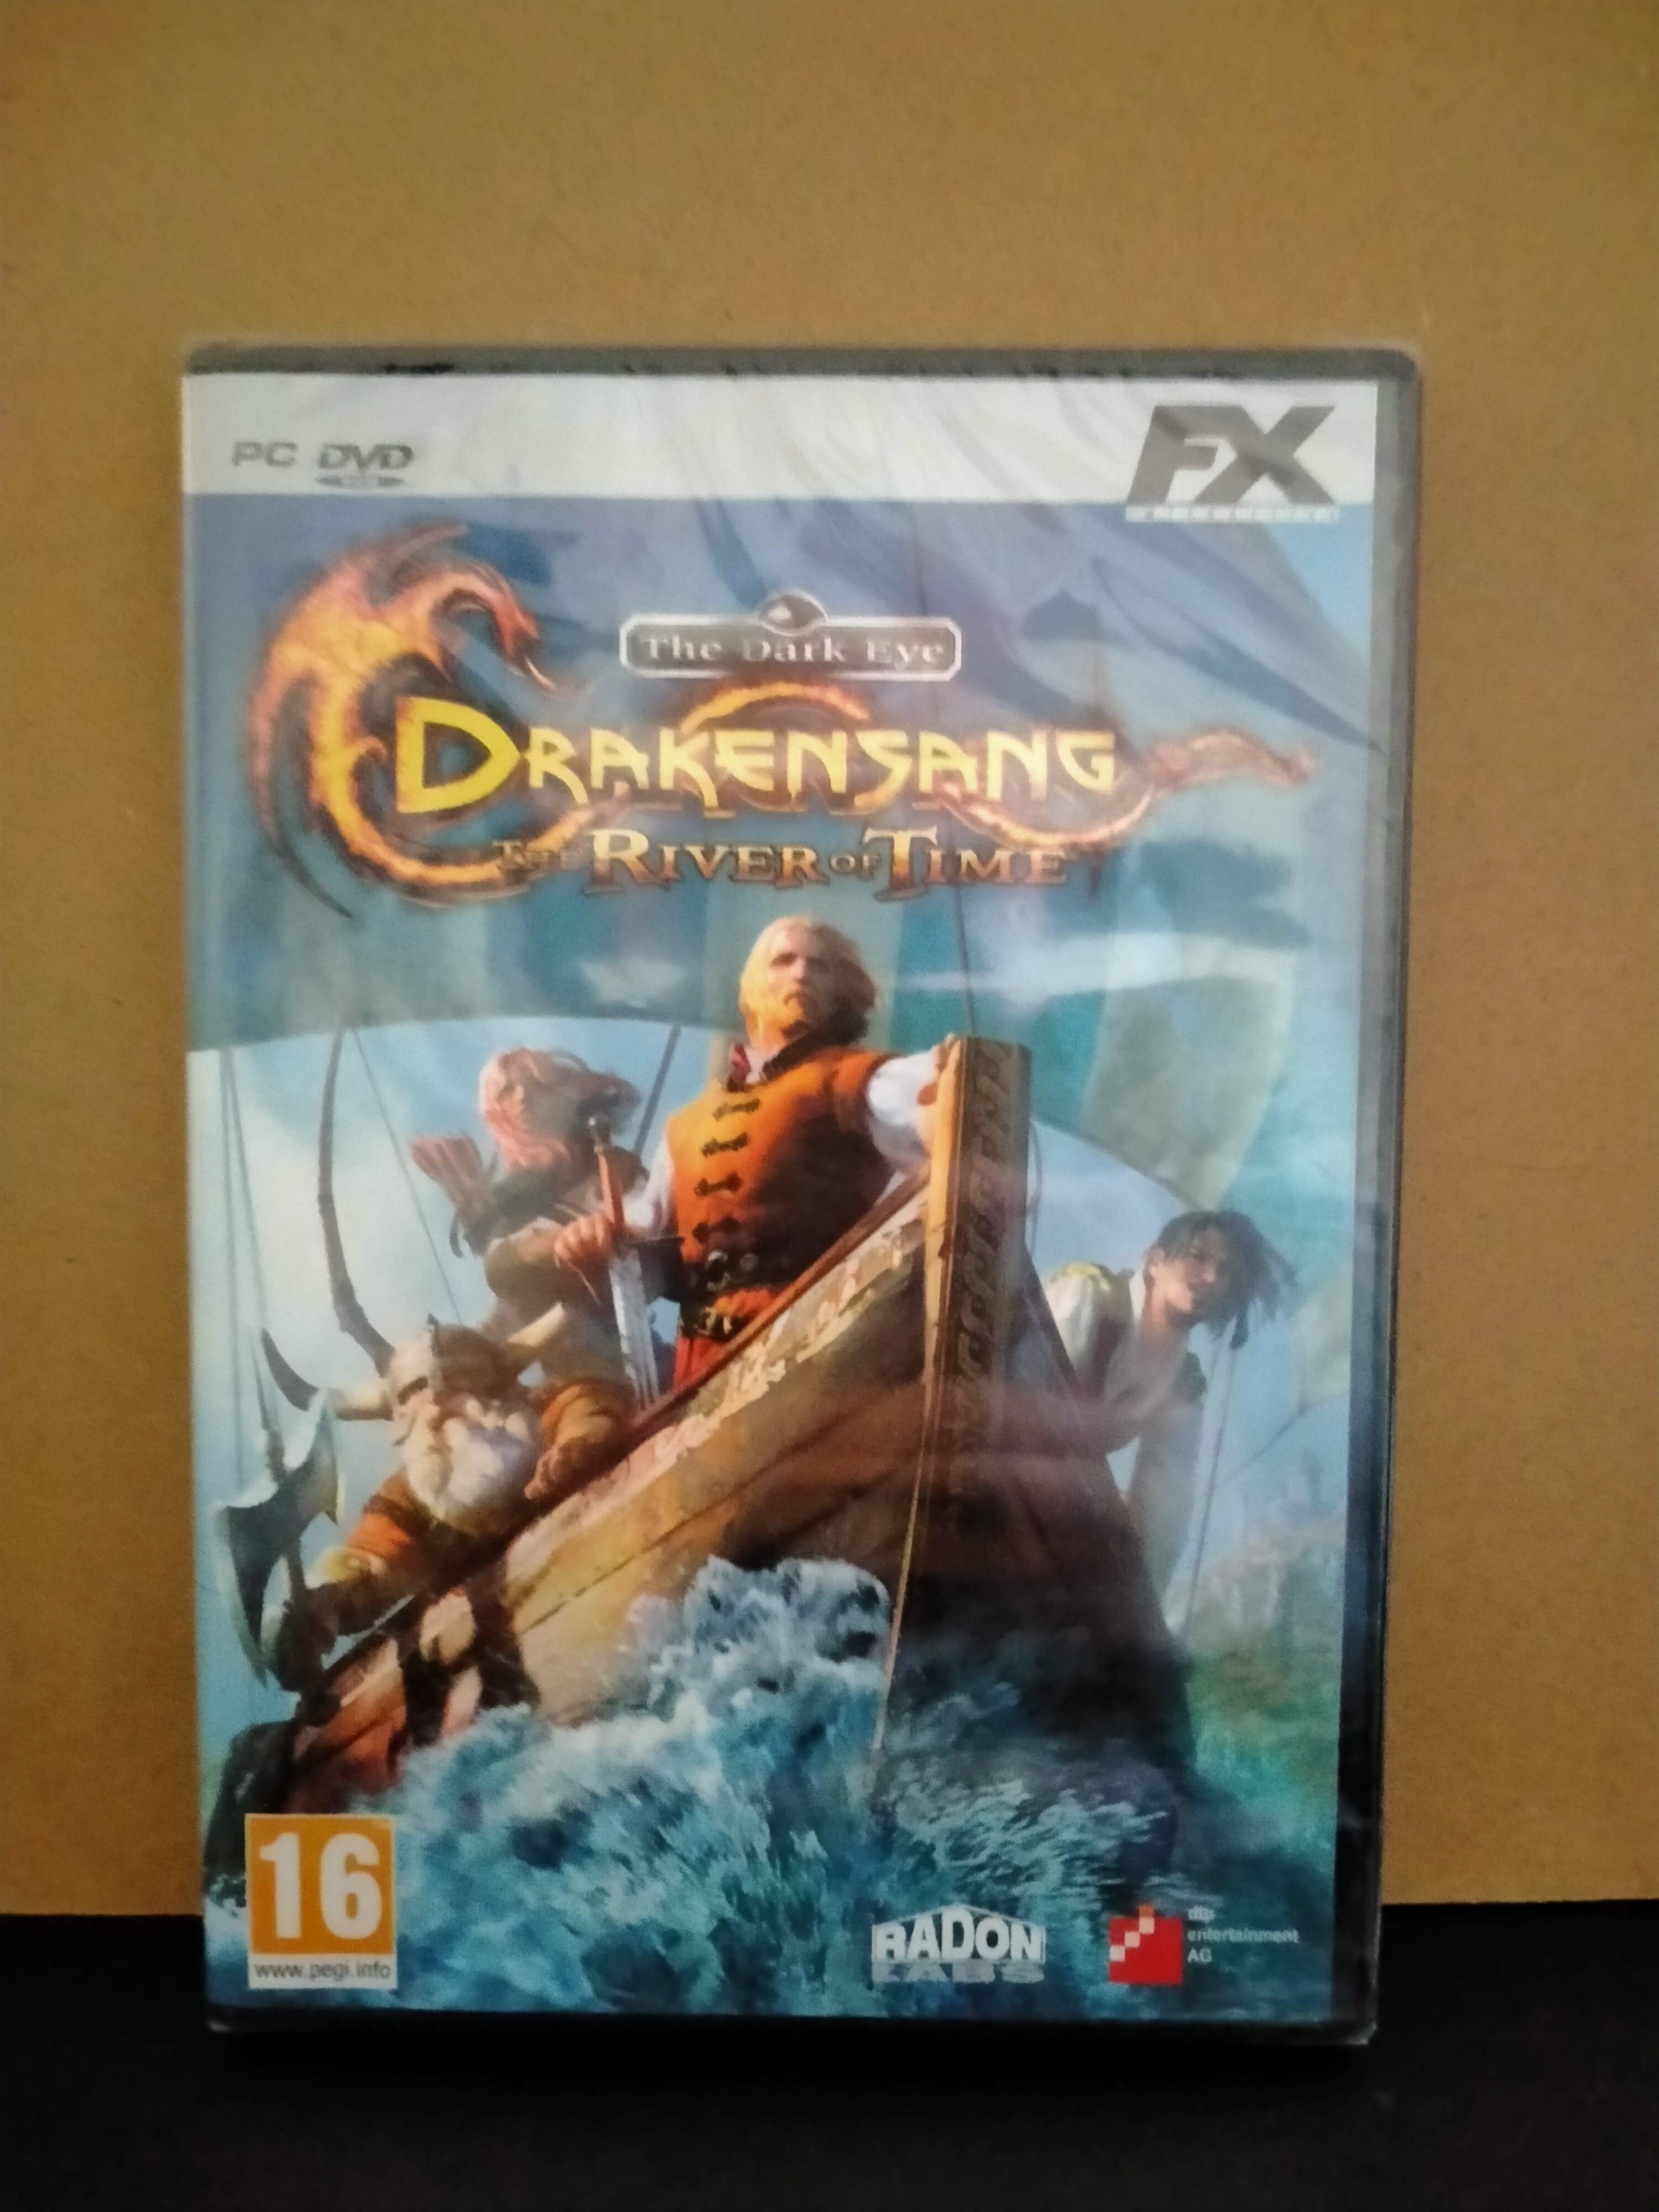 PC DVD
FX
The Dark Eye
DRAKENSANG
THE RIVER OF TIME
16
www.pegi.info
RADON
LABS
dtp
entertainment
AG